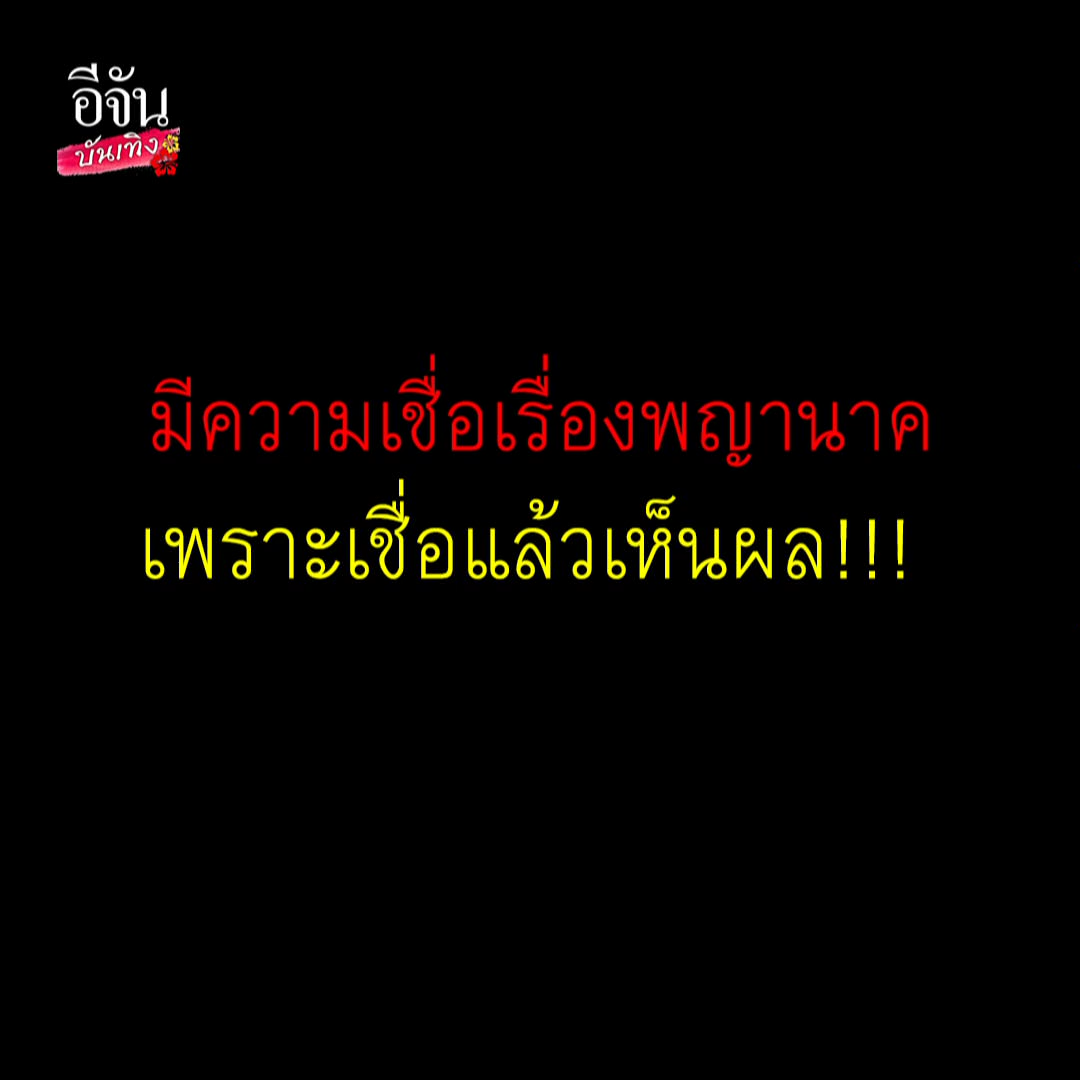 อีจัน
บันเทิง
มีความเชื่อเรื่องพญานาค
เพราะเชื่อแล้วเห็นผล!!!